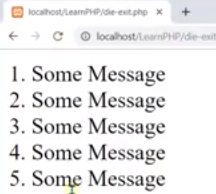 localhost/LearnPHP/die-exit.php
localhost/LearnPHP/die-exit
1. Some Message
2. Some Message
3. Some Message
4. Some Message
5. Some Message